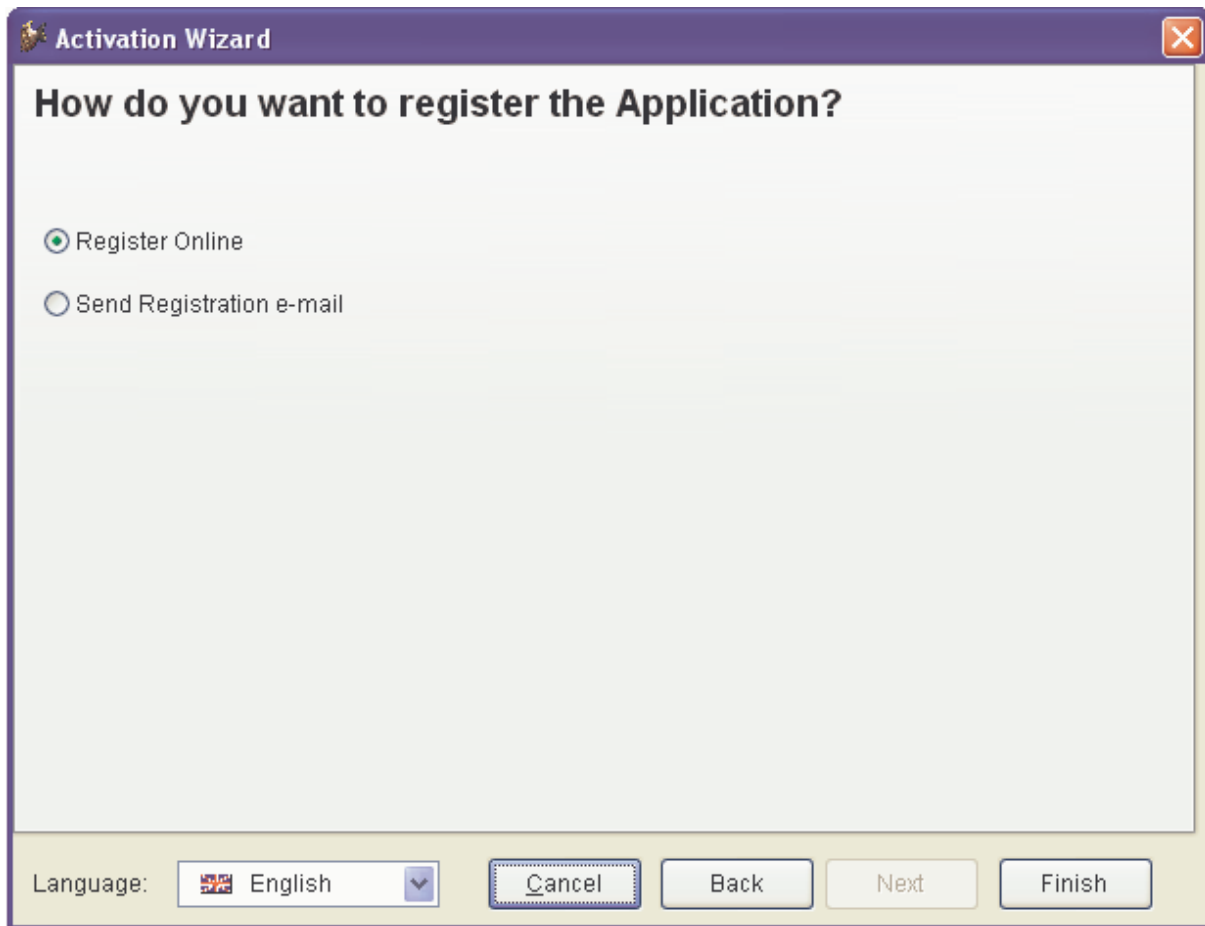 Activation Wizard
How do you want to register the Application?
Register Online
Send Registration e-mail
Language: English Cancel Back Next Finish